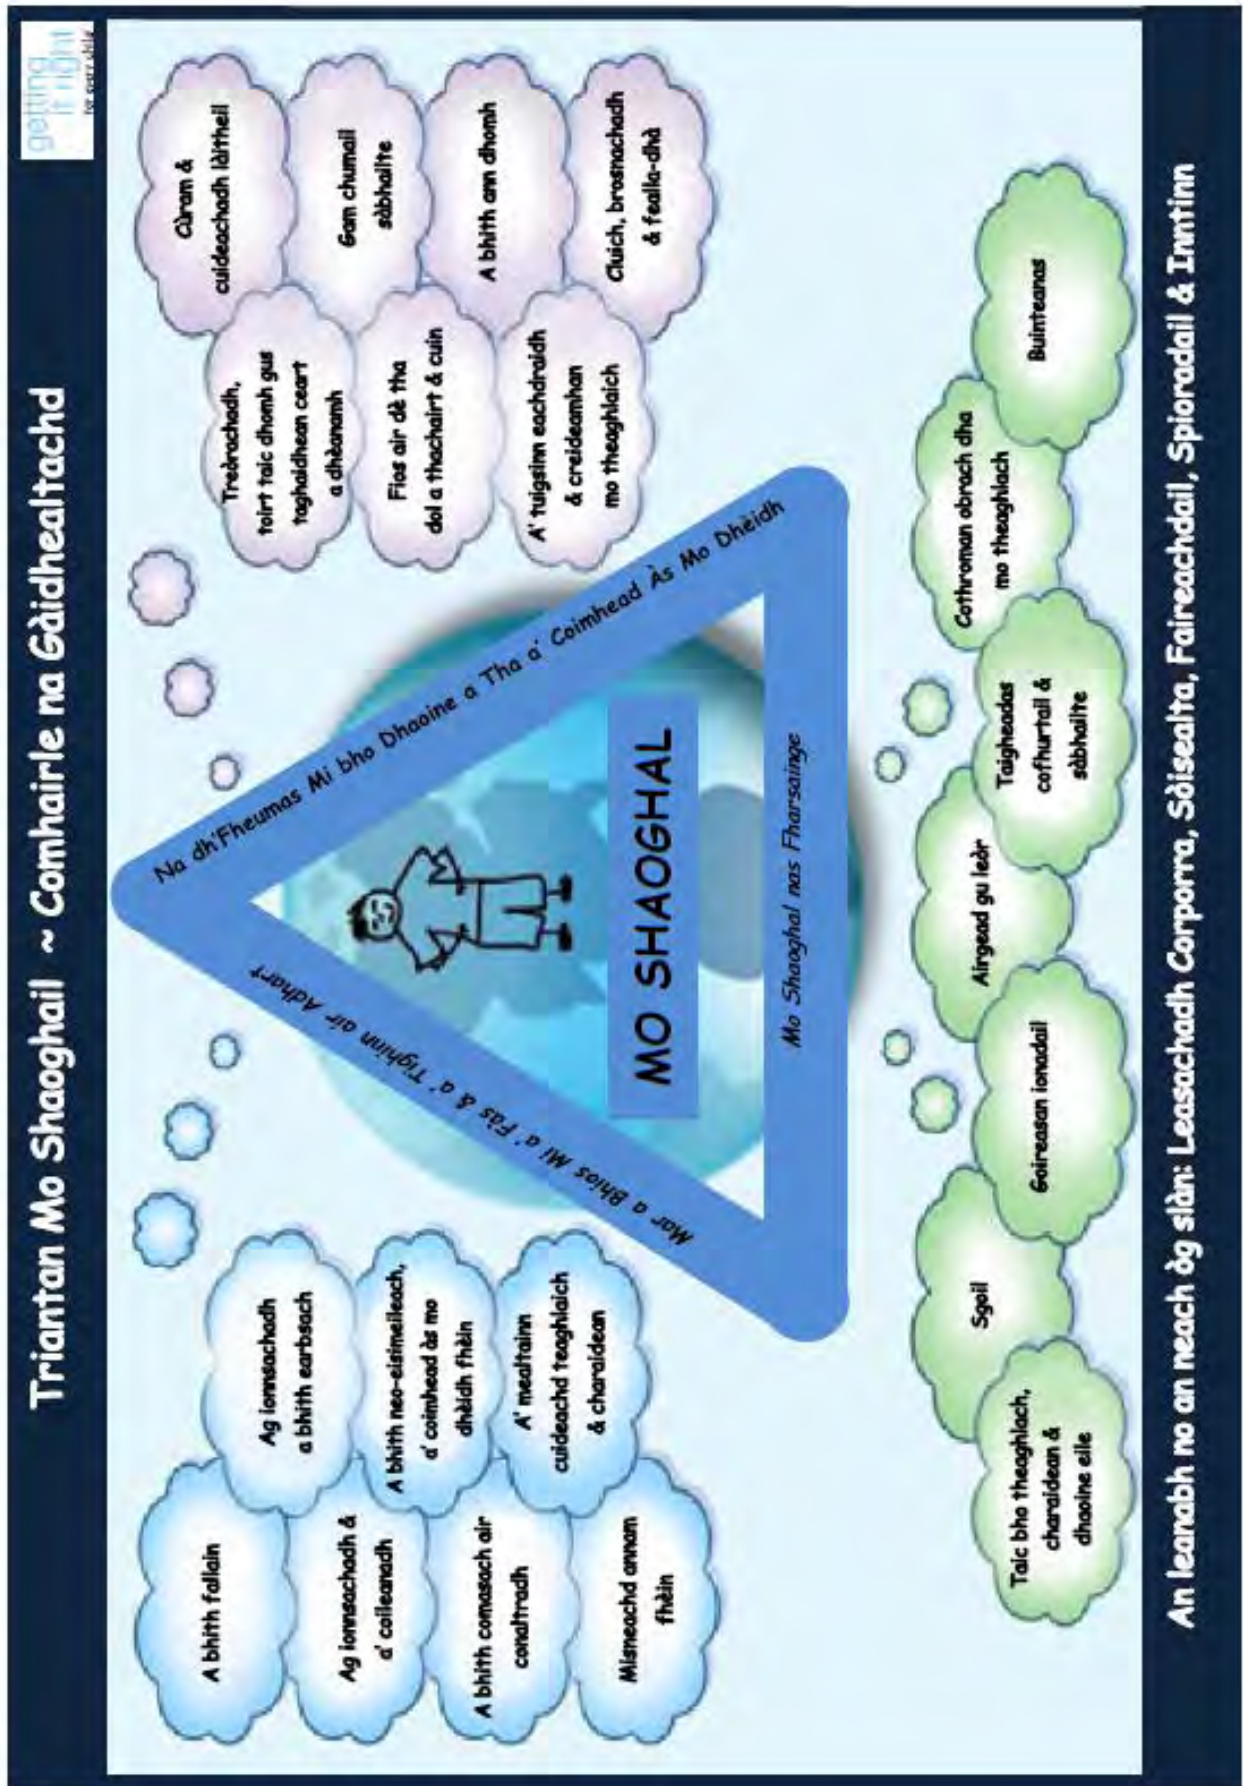 Triantan Mo Shaoghail ~ Comhairle na Gàidhealtachd
getting
it right
for every child
A bhith fallain
Ag ionnsachadh
a bhith earbsach
Ag ionnsachadh &
a' coileanadh
A bhith neo-eisimeileach,
a' coimhead às mo
dhèidh fhèin
A bhith comasach air
conaltradh
A' mealtainn
cuideachd teaghlaich
& charaidean
Misneachd annam
fhèin
Mar a Bhios Mi a' Fàs & a' Tighinn air Adhart
Na dh'Fheumas Mi bho Dhaoine a Tha a' Coimhead Às Mo Dhèidh
MO SHAOGHAL
Mo Shaoghal nas Fharsainge
Cùram &
cuideachadh làitheil
Treòrachadh,
toirt taic dhomh gus
taghaidhean ceart
a dhèanamh
Gam chumail
sàbhailte
Fios air dè tha
dol a thachairt & cuin
A bhith ann dhomh
A' tuigsinn eachdraidh
& creideamhan
mo theaghlaich
Cluich, brosnachadh
& fealla-dhà
Taic bho theaghlach,
charaidean &
dhaoine eile
Sgoil
Goireasan ionadail
Airgead gu leòr
Taigheadas
cofhurtail &
sàbhailte
Cothroman obrach dha
mo theaghlach
Buinteanas
An leanabh no an neach òg slàn: Leasachadh Corporra, Sòisealta, Faireachdail, Spioradail & Inntinn